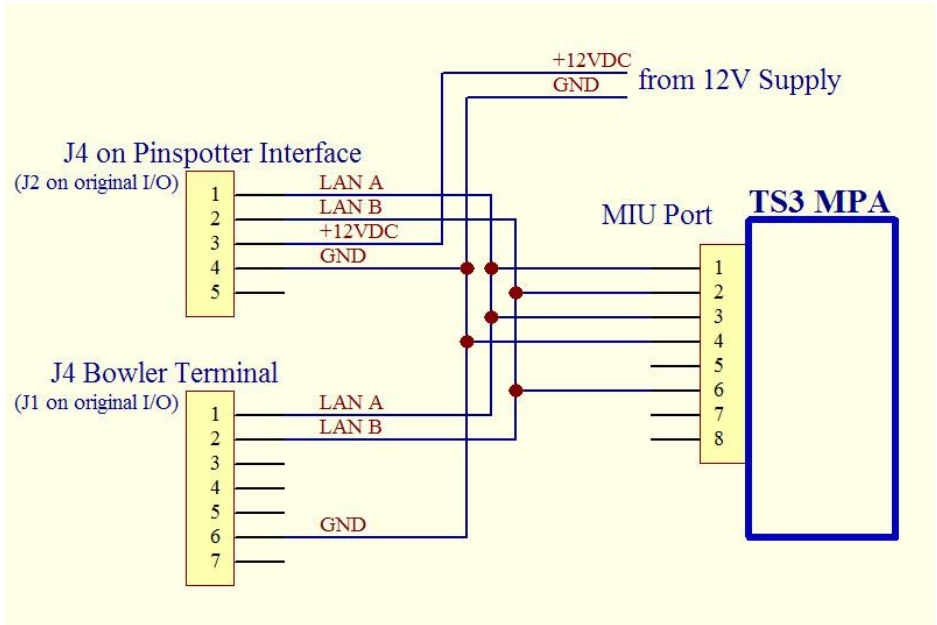 +12VDC
GND
from 12V Supply
J4 on Pinspotter Interface
(J2 on original I/O)
1
2
3
4
5
LAN A
LAN B
+12VDC
GND
MIU Port
TS3 MPA
1
2
3
4
5
6
7
8
J4 Bowler Terminal
(J1 on original I/O)
1
2
3
4
5
6
7
LAN A
LAN B
GND